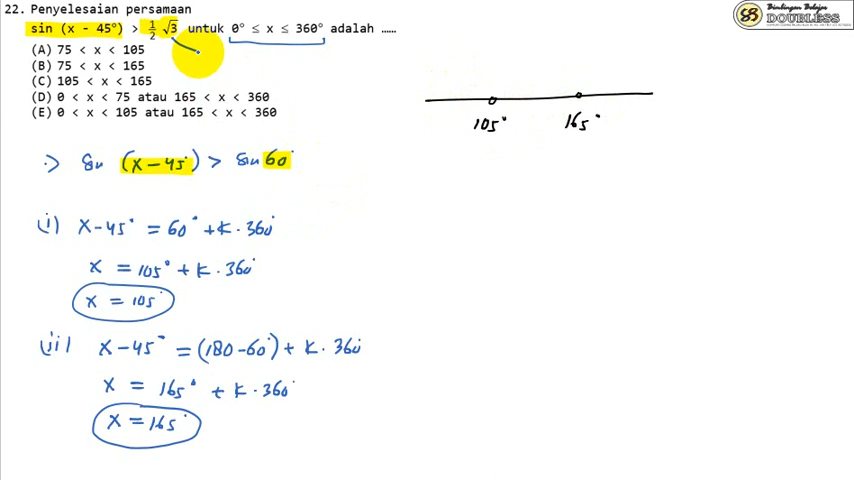 22. Penyelesaian persamaan
sin (x - 45°) > 1/2 √3 untuk 0° ≤ x ≤ 360° adalah ……
(A) 75 < x < 105
(B) 75 < x < 165
(C) 105 < x < 165
(D) 0 < x < 75 atau 165 < x < 360
(E) 0 < x < 105 atau 165 < x < 360
Bimbingan Belajar
DOUBLESS
105° 165°
∴> sin (x - 45°) > sin 60°
(i) x - 45° = 60° + k . 360°
x = 105° + k . 360°
x = 105°
(ii) x - 45° = (180 - 60°) + k . 360°
x = 165° + k . 360°
x = 165°